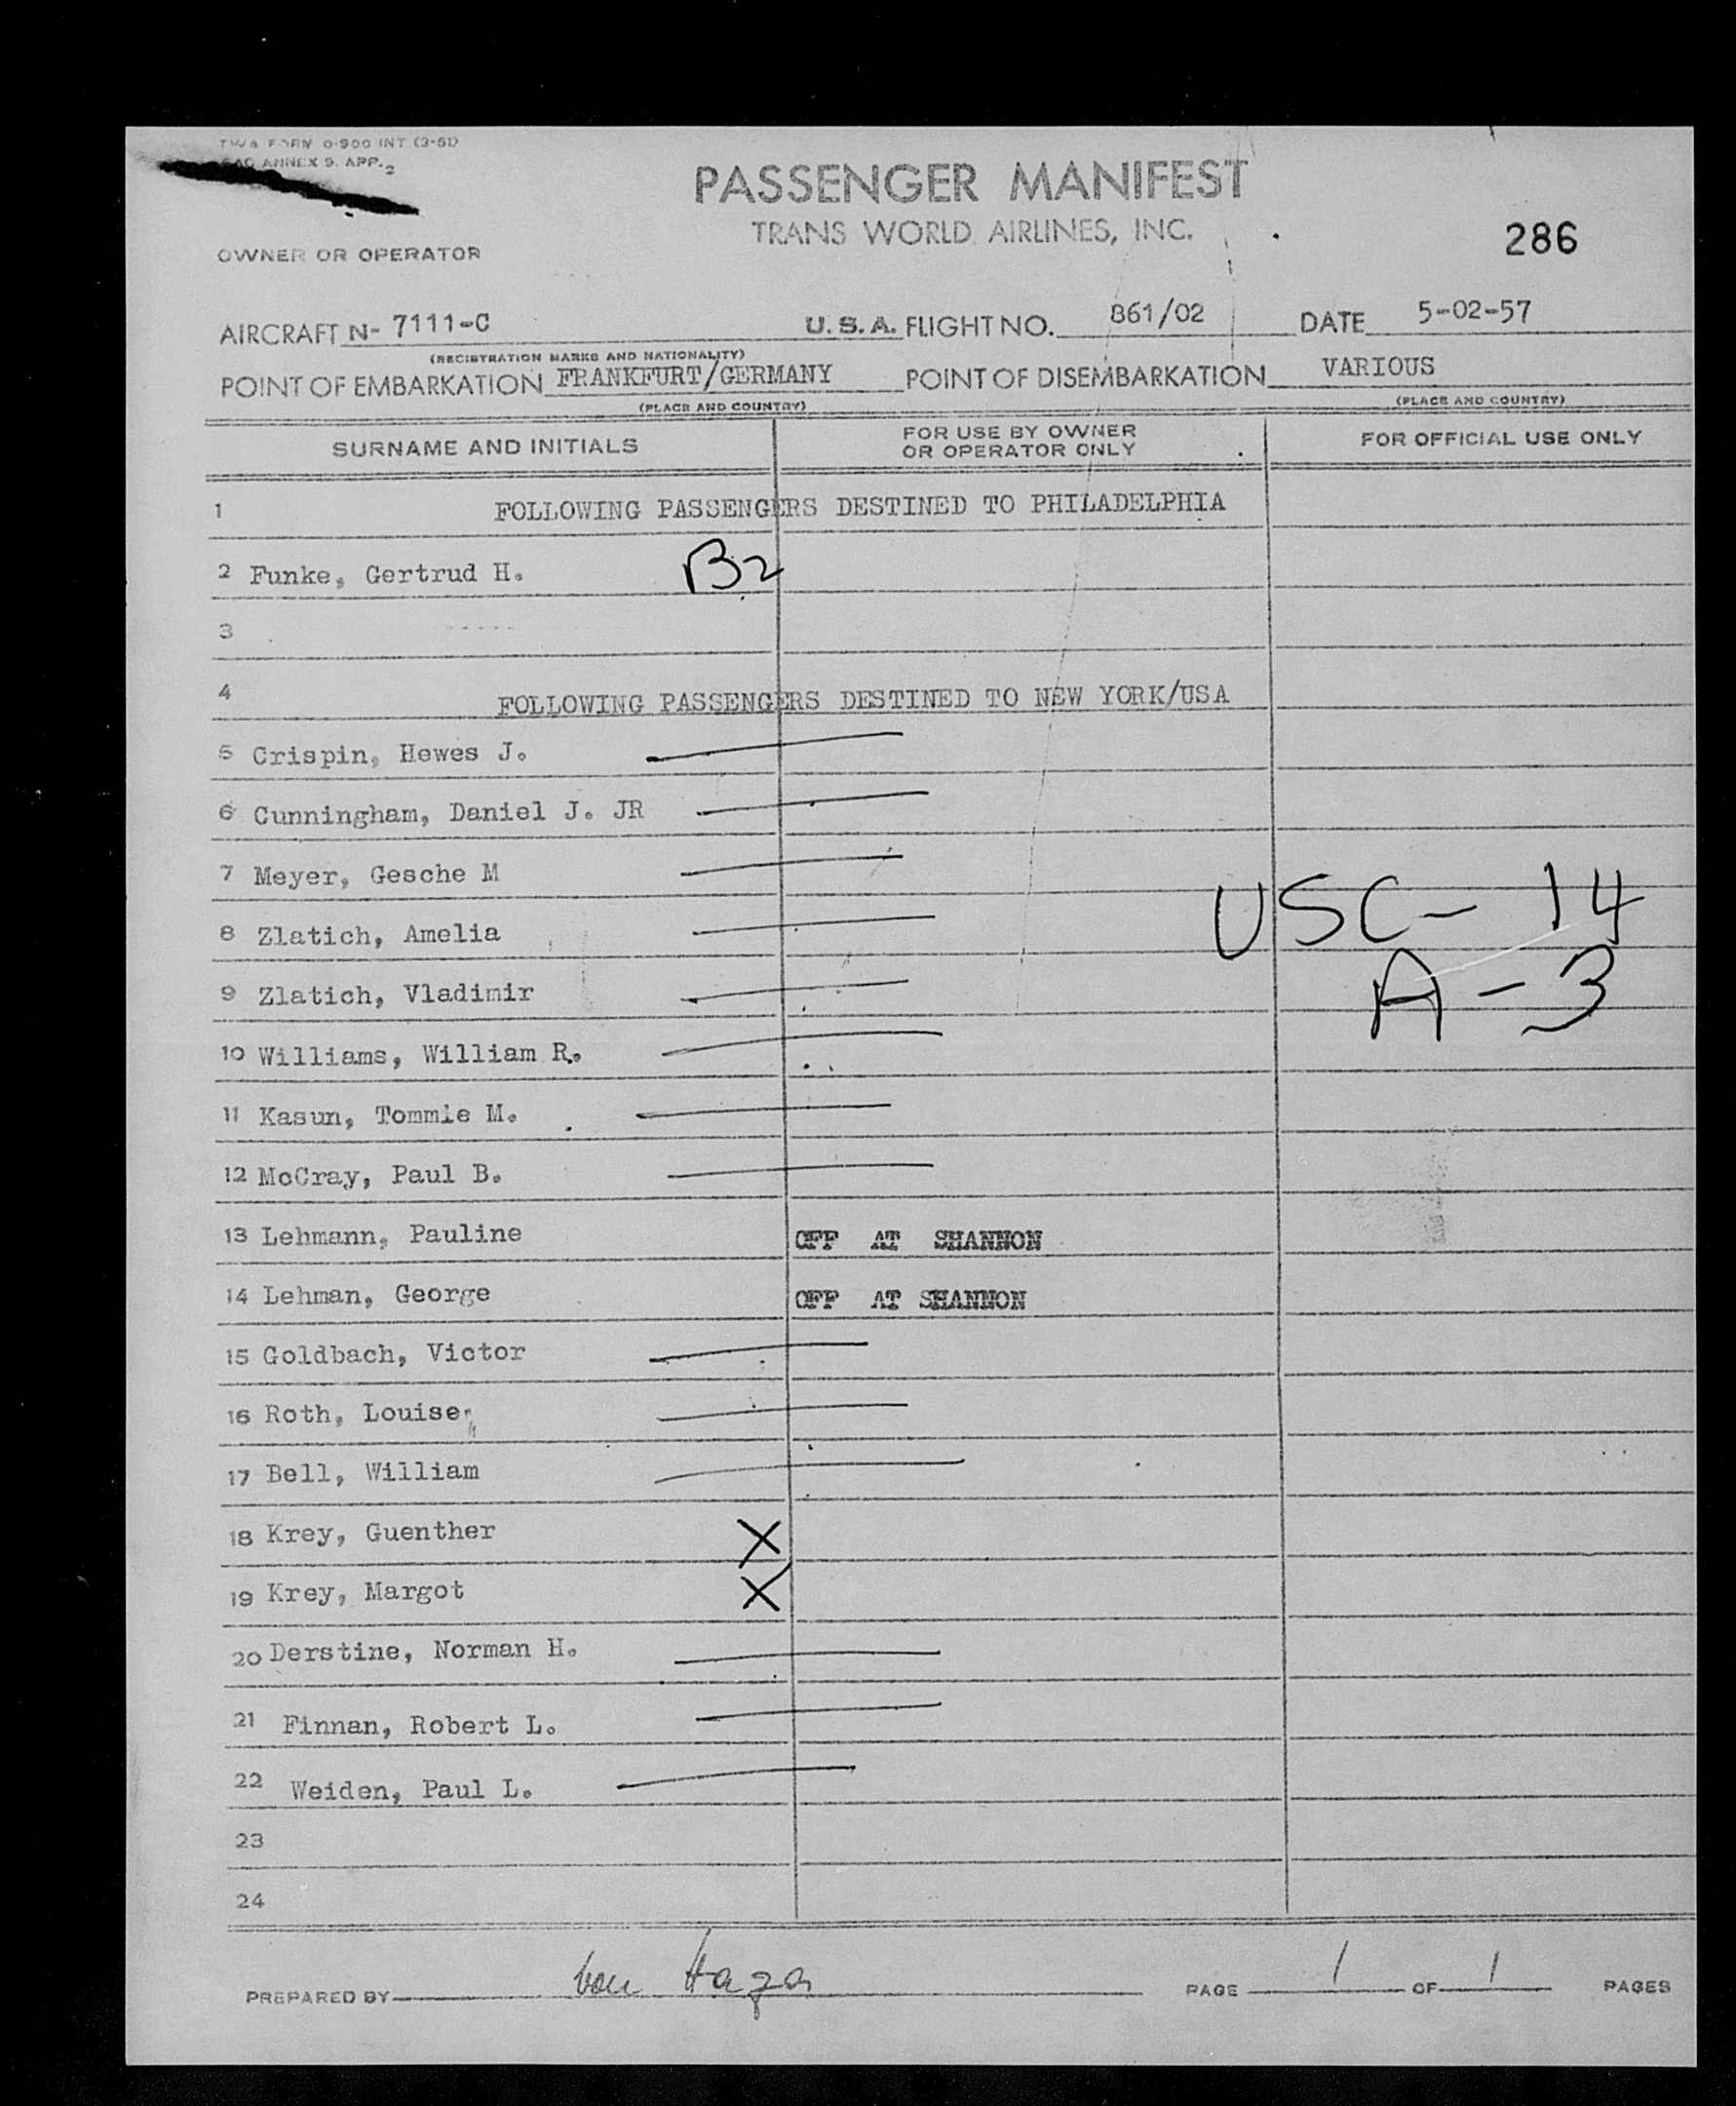 TWA FORM 0-900 INT (3-51)
ANNEX 9. APP. 2
PASSENGER MANIFEST
TRANS WORLD AIRLINES, INC.
286
OWNER OR OPERATOR
AIRCRAFT N- 7111-C U.S.A. FLIGHT NO. 861/02 DATE 5-02-57
(REGISTRATION MARKS AND NATIONALITY)
POINT OF EMBARKATION FRANKFURT/GERMANY POINT OF DISEMBARKATION VARIOUS
(PLACE AND COUNTRY) (PLACE AND COUNTRY)
SURNAME AND INITIALS FOR USE BY OWNER OR OPERATOR ONLY FOR OFFICIAL USE ONLY
1 FOLLOWING PASSENGERS DESTINED TO PHILADELPHIA
2 Funke, Gertrud H. B2
3 -----
4 FOLLOWING PASSENGERS DESTINED TO NEW YORK/USA
5 Crispin, Hewes J.
6 Cunningham, Daniel J. JR
7 Meyer, Gesche M
8 Zlatich, Amelia USC- 14
9 Zlatich, Vladimir A-3
10 Williams, William R.
11 Kasun, Tommie M.
12 McCray, Paul B.
13 Lehmann, Pauline OFF AT SHANNON
14 Lehman, George OFF AT SHANNON
15 Goldbach, Victor
16 Roth, Louise
17 Bell, William
18 Krey, Guenther X
19 Krey, Margot X
20 Derstine, Norman H.
21 Finnan, Robert L.
22 Weiden, Paul L.
23
24
PREPARED BY von Haza PAGE 1 OF 1 PAGES